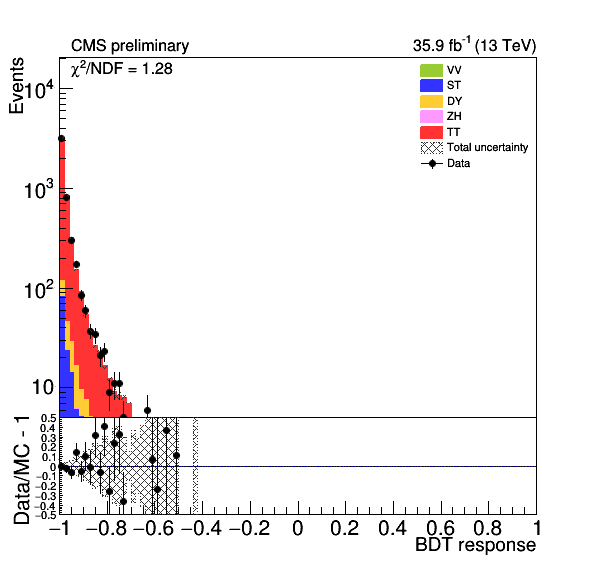 CMS preliminary
35.9 fb⁻¹ (13 TeV)
χ²/NDF = 1.28
Events
10⁴
10³
10²
10
VV
ST
DY
ZH
TT
Total uncertainty
Data
Data/MC - 1
0.5
0.4
0.3
0.2
0.1
0
−0.1
−0.2
−0.3
−0.4
−0.5
−1 −0.8 −0.6 −0.4 −0.2 0 0.2 0.4 0.6 0.8 1
BDT response